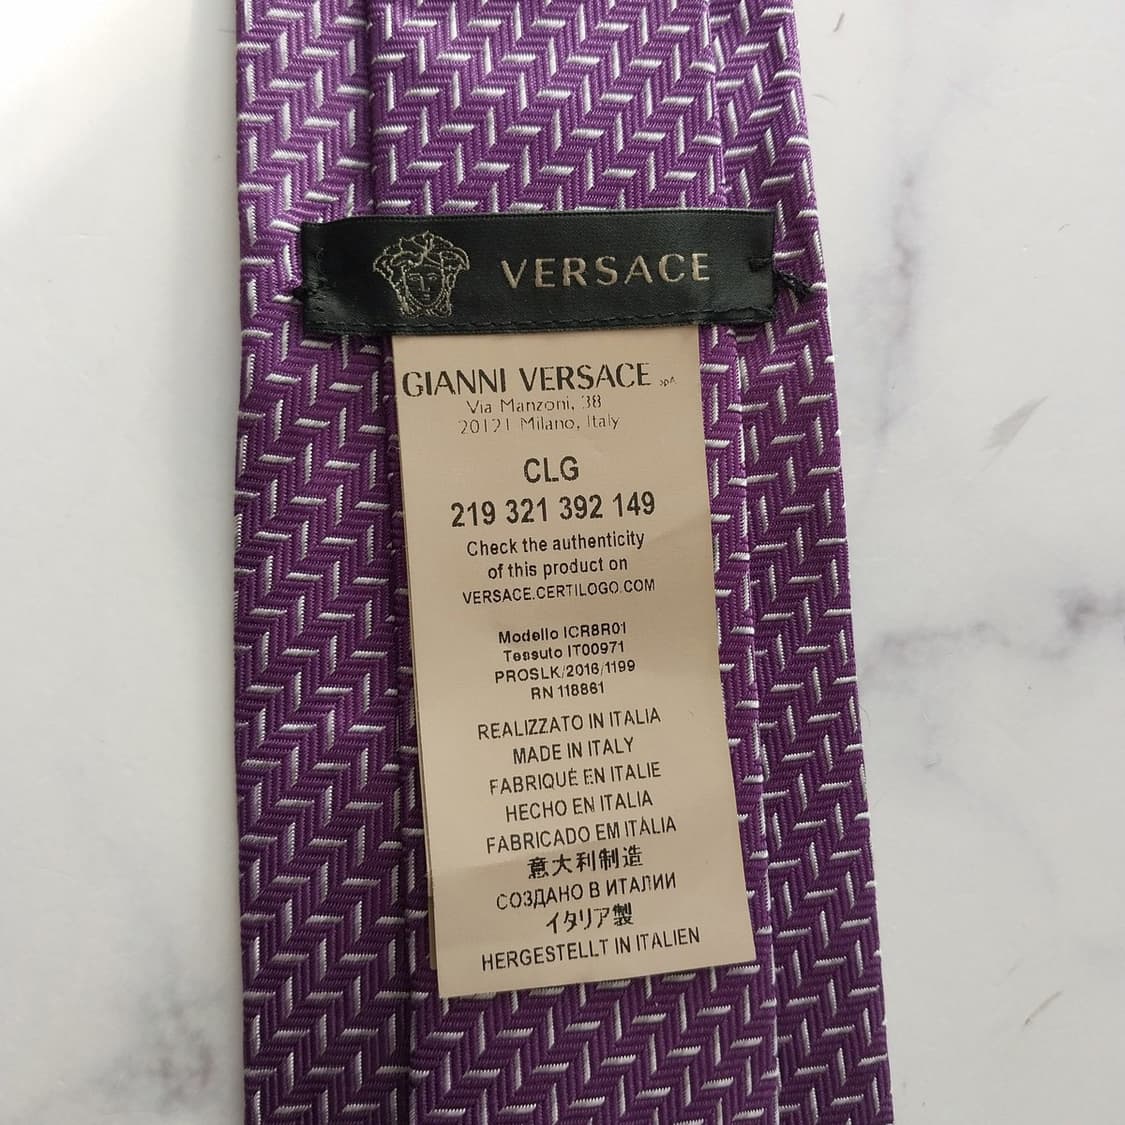 VERSACE
GIANNI VERSACE SpA
Via Manzoni, 38
20121 Milano, Italy
CLG
219 321 392 149
Check the authenticity
of this product on
VERSACE.CERTILOGO.COM
Modello ICR8R01
Tessuto IT00971
PROSLK/2016/1199
RN 118861
REALIZZATO IN ITALIA
MADE IN ITALY
FABRIQUÉ EN ITALIE
HECHO EN ITALIA
FABRICADO EM ITÀLIA
意大利制造
СОЗДАНО В ИТАЛИИ
イタリア製
HERGESTELLT IN ITALIEN